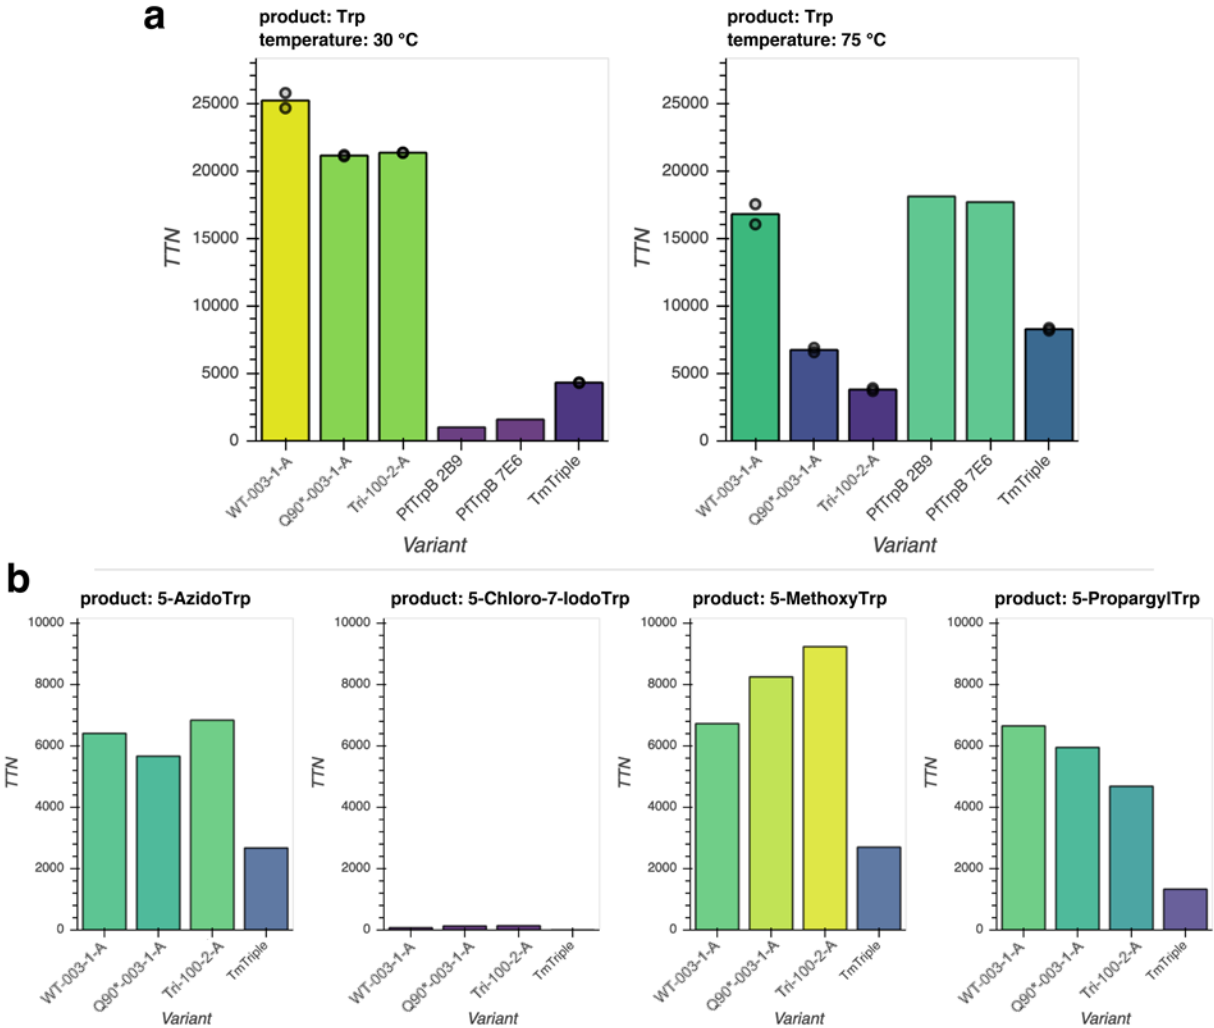 a
product: Trp
temperature: 30 °C
25000
20000
15000
10000
5000
0
TTN
WT-003-1-A
Q90*-003-1-A
Tri-100-2-A
PfTrpB 2B9
PfTrpB 7E6
TmTriple
Variant
product: Trp
temperature: 75 °C
25000
20000
15000
10000
5000
0
TTN
WT-003-1-A
Q90*-003-1-A
Tri-100-2-A
PfTrpB 2B9
PfTrpB 7E6
TmTriple
Variant
b
product: 5-AzidoTrp
10000
8000
6000
4000
2000
0
TTN
WT-003-1-A
Q90*-003-1-A
Tri-100-2-A
TmTriple
Variant
product: 5-Chloro-7-IodoTrp
10000
8000
6000
4000
2000
0
TTN
WT-003-1-A
Q90*-003-1-A
Tri-100-2-A
TmTriple
Variant
product: 5-MethoxyTrp
10000
8000
6000
4000
2000
0
TTN
WT-003-1-A
Q90*-003-1-A
Tri-100-2-A
TmTriple
Variant
product: 5-PropargylTrp
10000
8000
6000
4000
2000
0
TTN
WT-003-1-A
Q90*-003-1-A
Tri-100-2-A
TmTriple
Variant